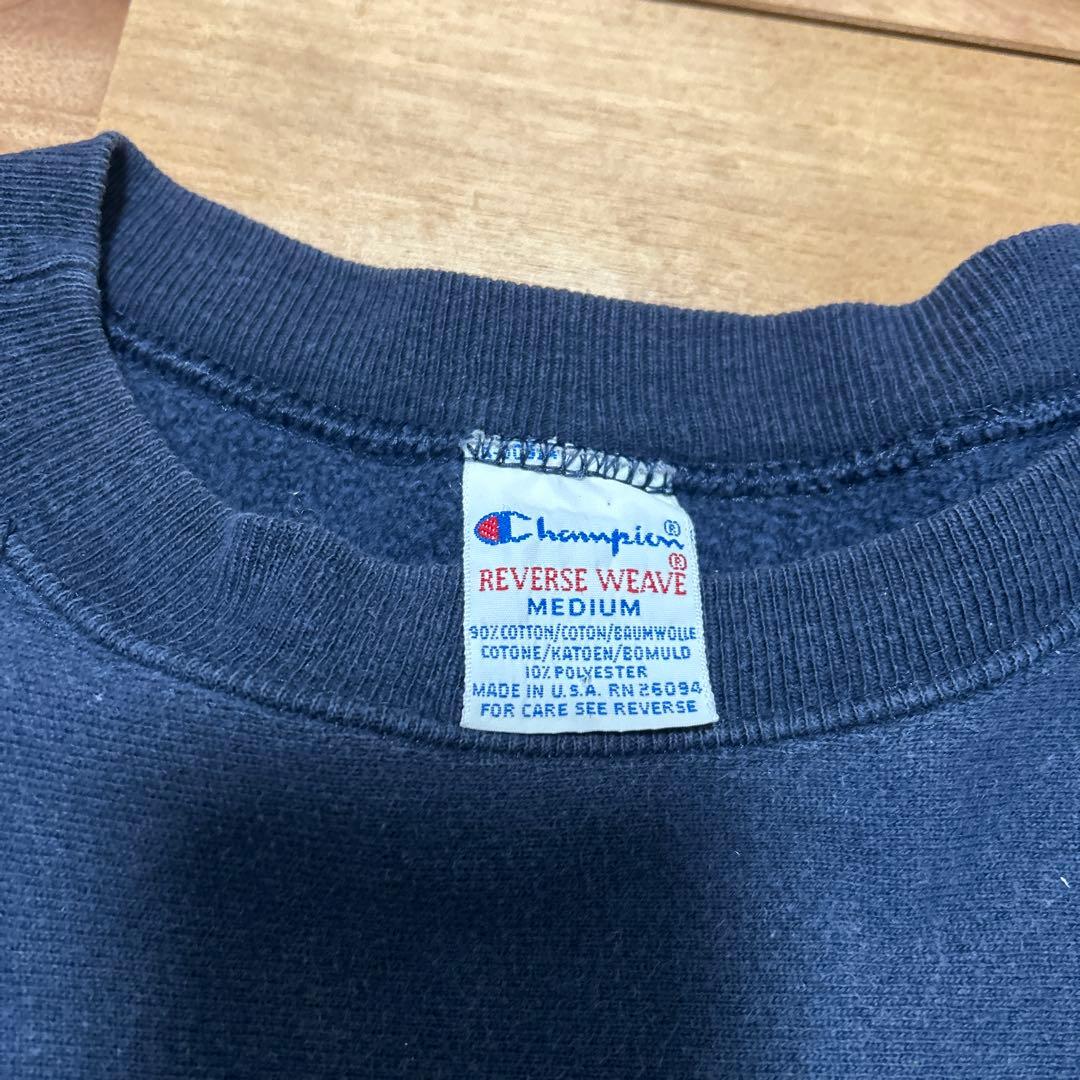 Champion®
REVERSE WEAVE®
MEDIUM
90% COTTON/COTON/BAUMWOLLE
COTONE/KATOEN/BOMULD
10% POLYESTER
MADE IN U.S.A. RN 26094
FOR CARE SEE REVERSE